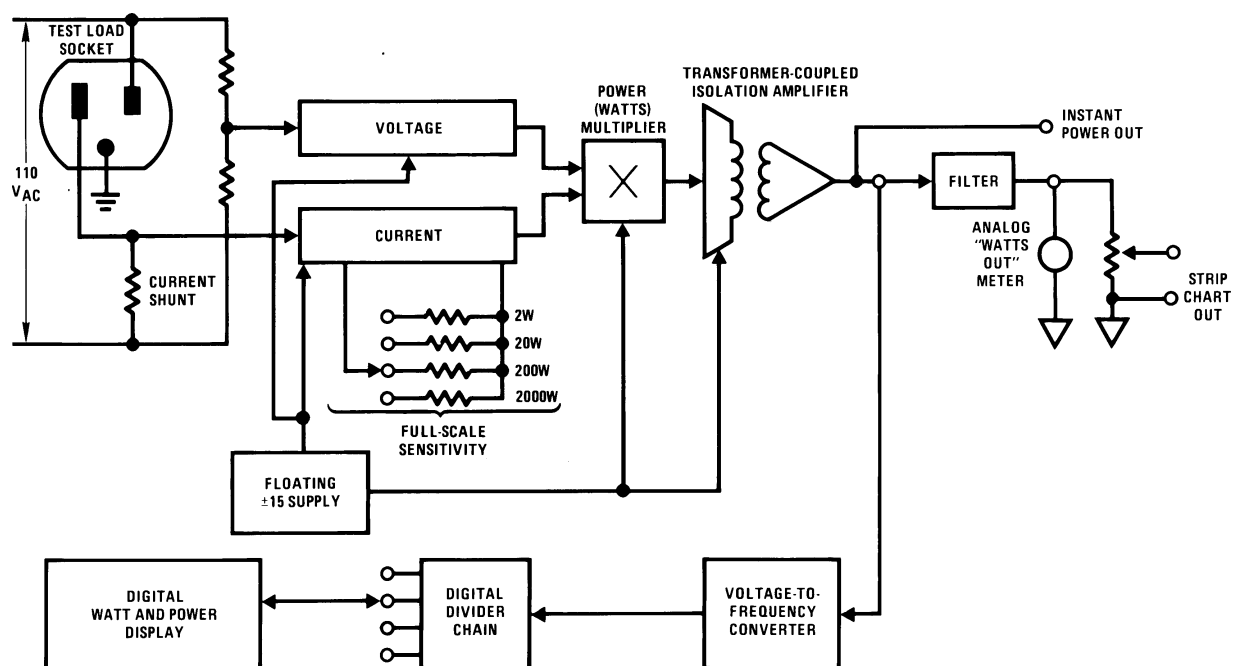 TEST LOAD
SOCKET
110
VAC
CURRENT
SHUNT
VOLTAGE
CURRENT
2W
20W
200W
2000W
FULL-SCALE
SENSITIVITY
FLOATING
±15 SUPPLY
POWER
(WATTS)
MULTIPLIER
X
TRANSFORMER-COUPLED
ISOLATION AMPLIFIER
INSTANT
POWER OUT
FILTER
ANALOG
"WATTS
OUT"
METER
STRIP
CHART
OUT
DIGITAL
WATT AND POWER
DISPLAY
DIGITAL
DIVIDER
CHAIN
VOLTAGE-TO-
FREQUENCY
CONVERTER